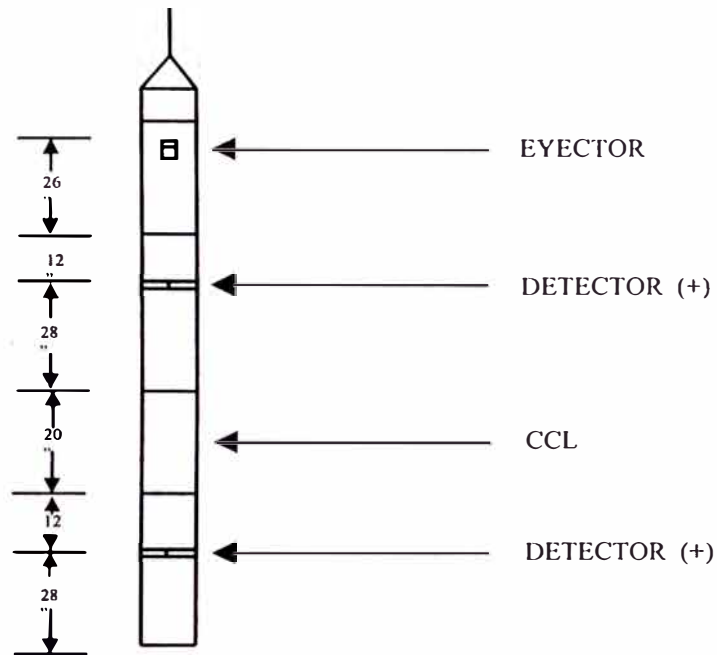 EYECTOR
26
"
12
"
DETECTOR (+)
28
"
20
"
CCL
12
DETECTOR (+)
28
"